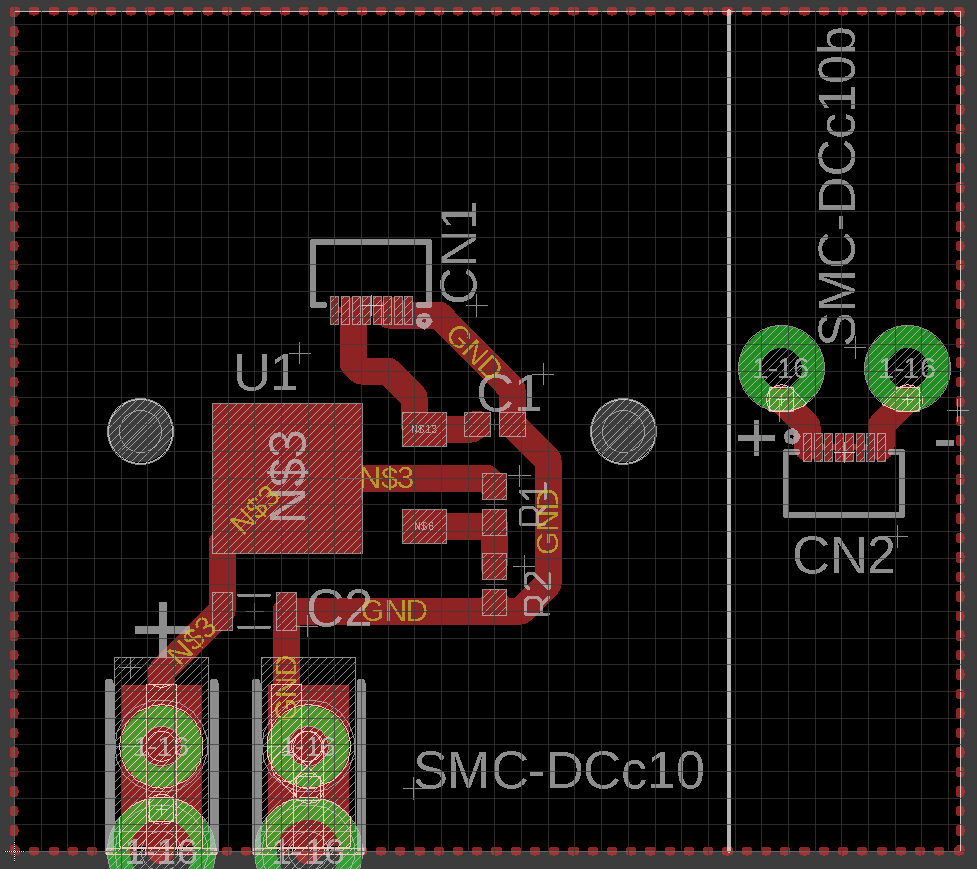 SMC-DCc10b
CN1
GND
U1
C1
1-16
1-16
N$13
N$3
N$3
N$3
R1
GND
N$6
CN2
+
-
R2
C2
GND
+
N$3
GND
1-16
1-16
SMC-DCc10
1-16
1-16